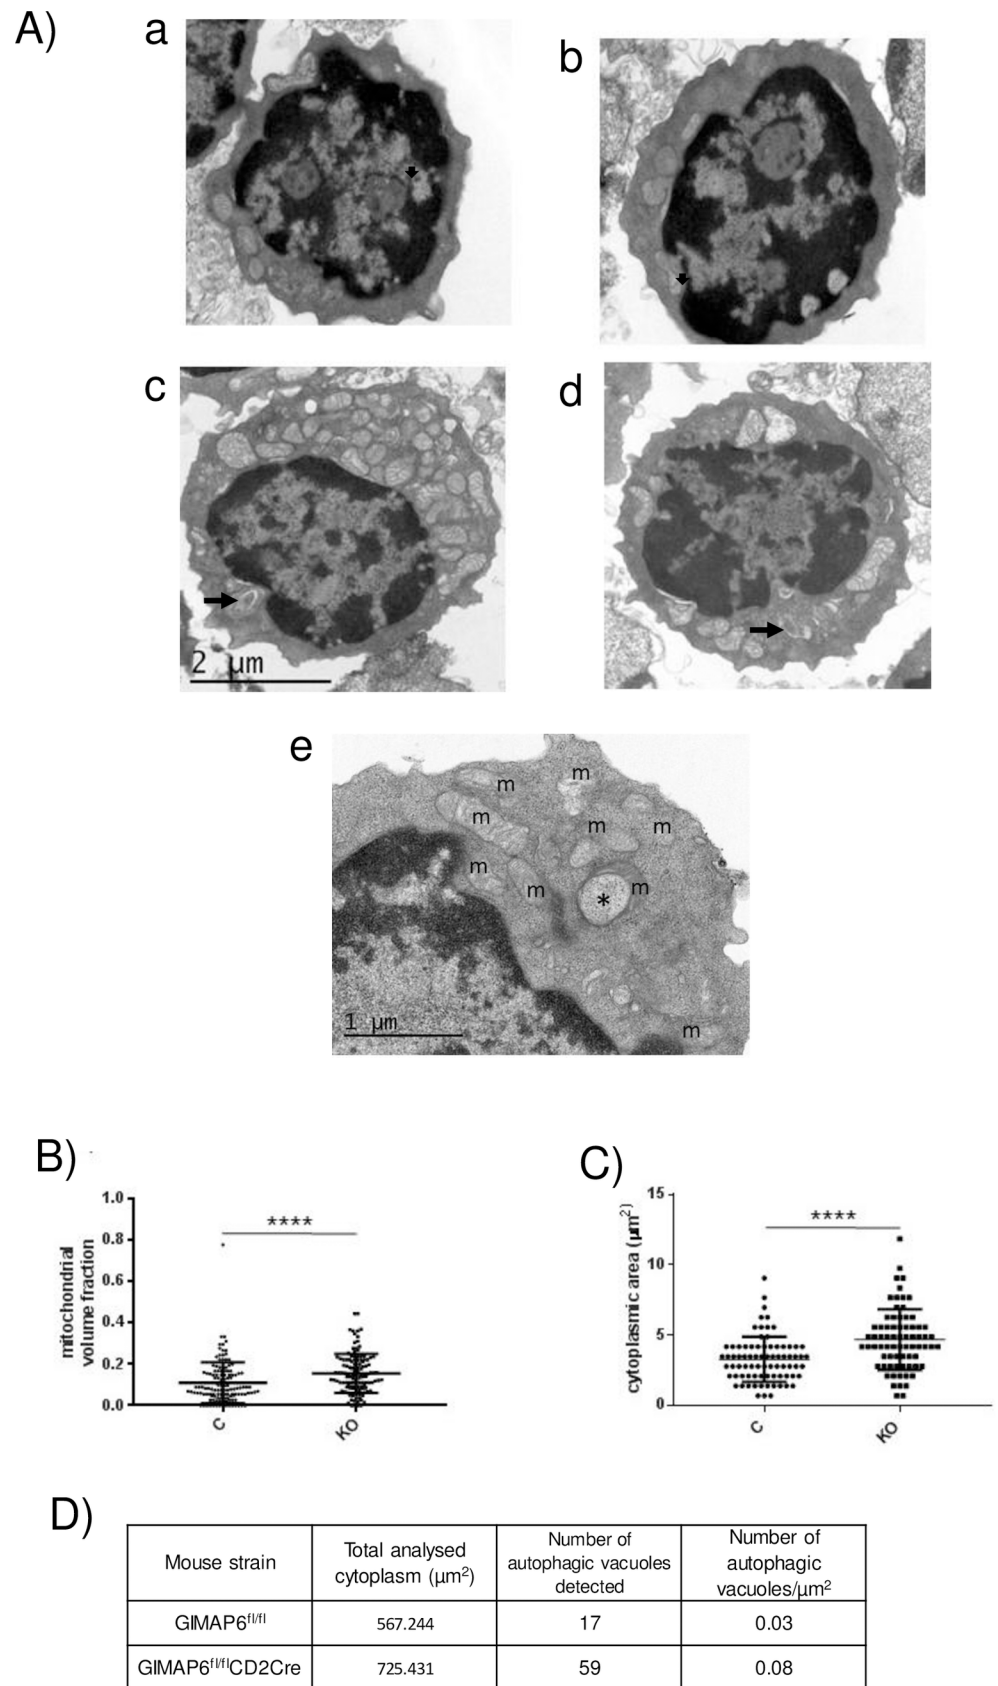 A)
a
b
c
d
2 µm
e
m
m
m
m
m
m
m
m
*
m
1 µm
B)
C)
mitochondrial
volume fraction
1.0
0.8
0.6
0.4
0.2
0.0
****
C
KO
cytoplasmic area (µm²)
15
10
5
0
****
C
KO
D)
Mouse strain
Total analysed
cytoplasm (µm²)
Number of
autophagic vacuoles
detected
Number of
autophagic
vacuoles/µm²
GIMAP6fl/fl
567.244
17
0.03
GIMAP6fl/flCD2Cre
725.431
59
0.08